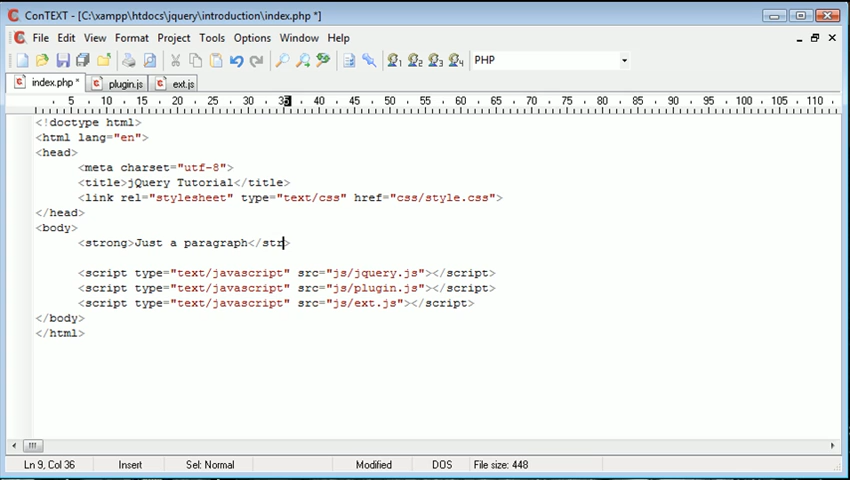 ConTEXT - [C:\xampp\htdocs\jquery\introduction\index.php *]
File Edit View Format Project Tools Options Window Help
1 2 3 4 PHP
index.php * plugin.js ext.js
5 10 15 20 25 30 35 40 45 50 55 60 65 70 75 80 85 90 95 100 105 110
<!doctype html>
<html lang="en">
<head>
<meta charset="utf-8">
<title>jQuery Tutorial</title>
<link rel="stylesheet" type="text/css" href="css/style.css">
</head>
<body>
<strong>Just a paragraph</str>
<script type="text/javascript" src="js/jquery.js"></script>
<script type="text/javascript" src="js/plugin.js"></script>
<script type="text/javascript" src="js/ext.js"></script>
</body>
</html>
Ln 9, Col 36 Insert Sel: Normal Modified DOS File size: 448